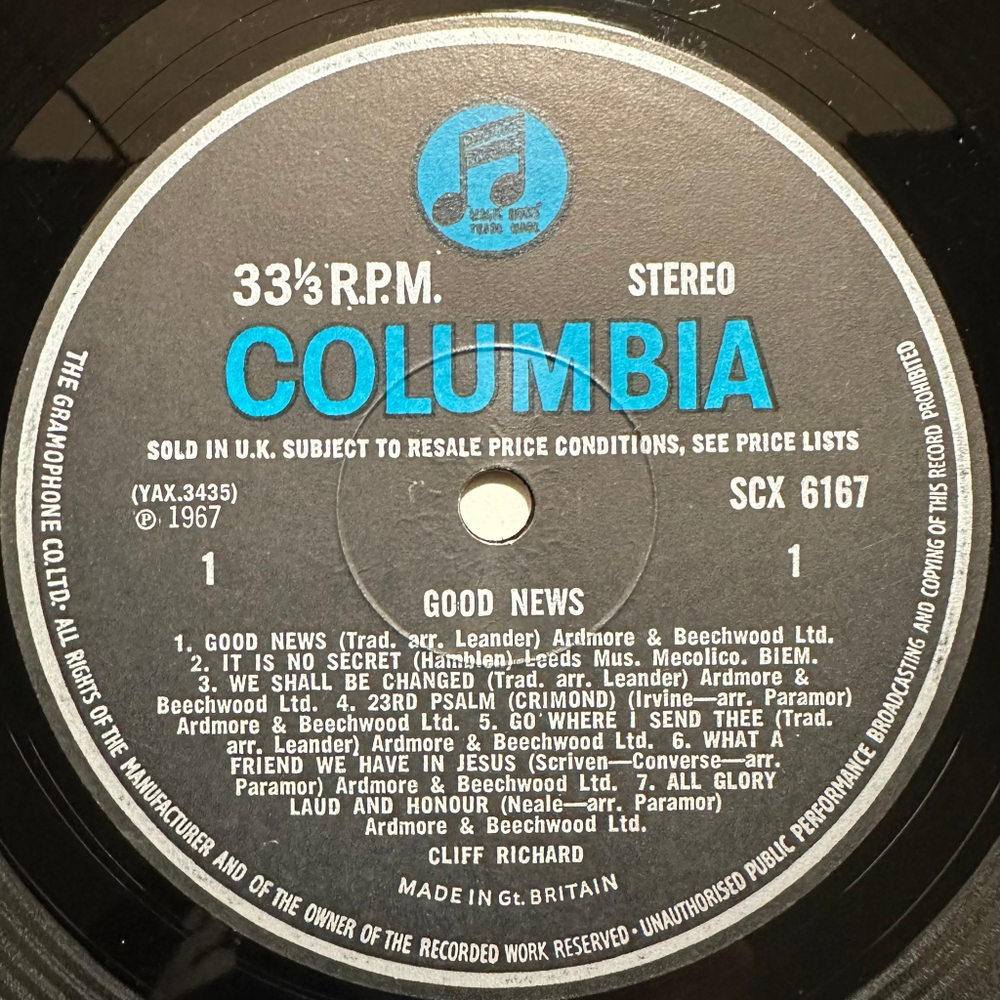 MAGIC NOTES
TRADE MARK
33⅓ R.P.M.
STEREO
COLUMBIA
SOLD IN U.K. SUBJECT TO RESALE PRICE CONDITIONS, SEE PRICE LISTS
(YAX.3435)
SCX 6167
℗ 1967
1
1
GOOD NEWS
1. GOOD NEWS (Trad. arr. Leander) Ardmore & Beechwood Ltd.
2. IT IS NO SECRET (Hamblen) Leeds Mus. Mecolico. BIEM.
3. WE SHALL BE CHANGED (Trad. arr. Leander) Ardmore &
Beechwood Ltd. 4. 23RD PSALM (CRIMOND) (Irvine—arr. Paramor)
Ardmore & Beechwood Ltd. 5. GO WHERE I SEND THEE (Trad.
arr. Leander) Ardmore & Beechwood Ltd. 6. WHAT A
FRIEND WE HAVE IN JESUS (Scriven—Converse—arr.
Paramor) Ardmore & Beechwood Ltd. 7. ALL GLORY
LAUD AND HONOUR (Neale—arr. Paramor)
Ardmore & Beechwood Ltd.
CLIFF RICHARD
MADE IN Gt. BRITAIN
THE GRAMOPHONE CO. LTD. · ALL RIGHTS OF THE MANUFACTURER AND OF THE OWNER OF THE RECORDED WORK RESERVED · UNAUTHORISED PUBLIC PERFORMANCE BROADCASTING AND COPYING OF THIS RECORD PROHIBITED